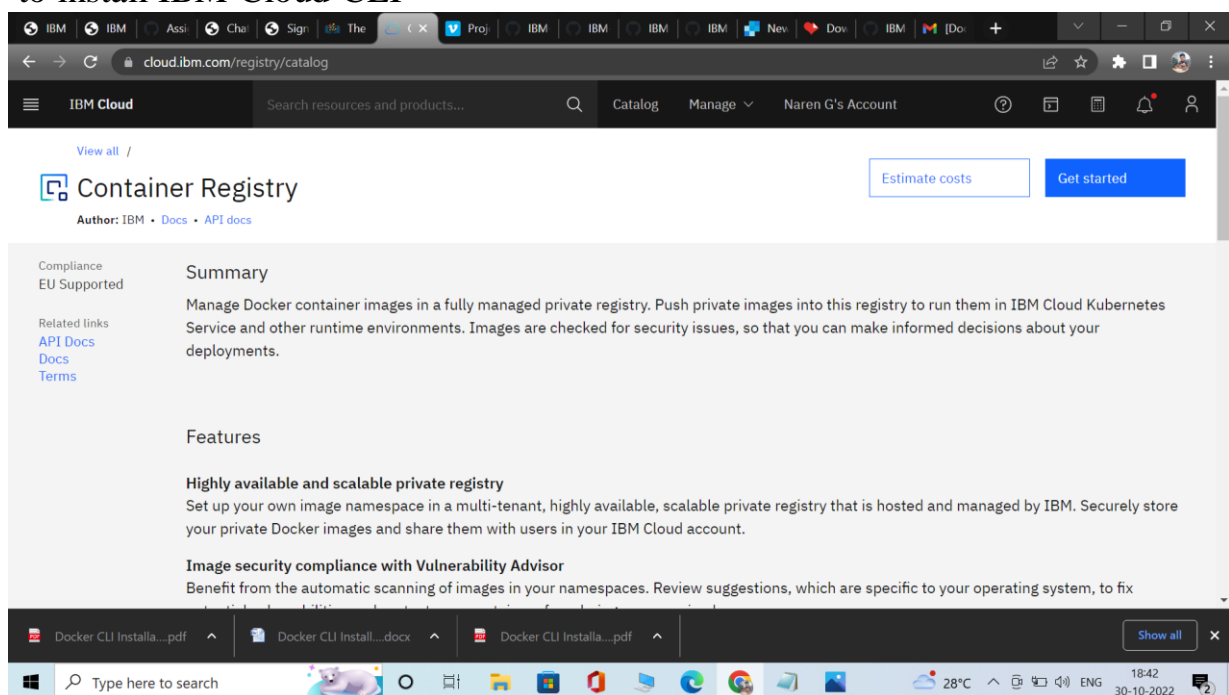 to install IBM Cloud CLI
IBM IBM Assi Chat Sign The ( Proj IBM IBM IBM IBM New Dow IBM [Doc
cloud.ibm.com/registry/catalog
IBM Cloud Search resources and products... Catalog Manage Naren G's Account
View all /
Container Registry
Estimate costs Get started
Author: IBM • Docs • API docs
Compliance
EU Supported
Related links
API Docs
Docs
Terms
Summary
Manage Docker container images in a fully managed private registry. Push private images into this registry to run them in IBM Cloud Kubernetes
Service and other runtime environments. Images are checked for security issues, so that you can make informed decisions about your
deployments.
Features
Highly available and scalable private registry
Set up your own image namespace in a multi-tenant, highly available, scalable private registry that is hosted and managed by IBM. Securely store
your private Docker images and share them with users in your IBM Cloud account.
Image security compliance with Vulnerability Advisor
Benefit from the automatic scanning of images in your namespaces. Review suggestions, which are specific to your operating system, to fix
Docker CLI Installa....pdf Docker CLI Install....docx Docker CLI Installa....pdf Show all
Type here to search 28°C ENG 18:42
30-10-2022 2